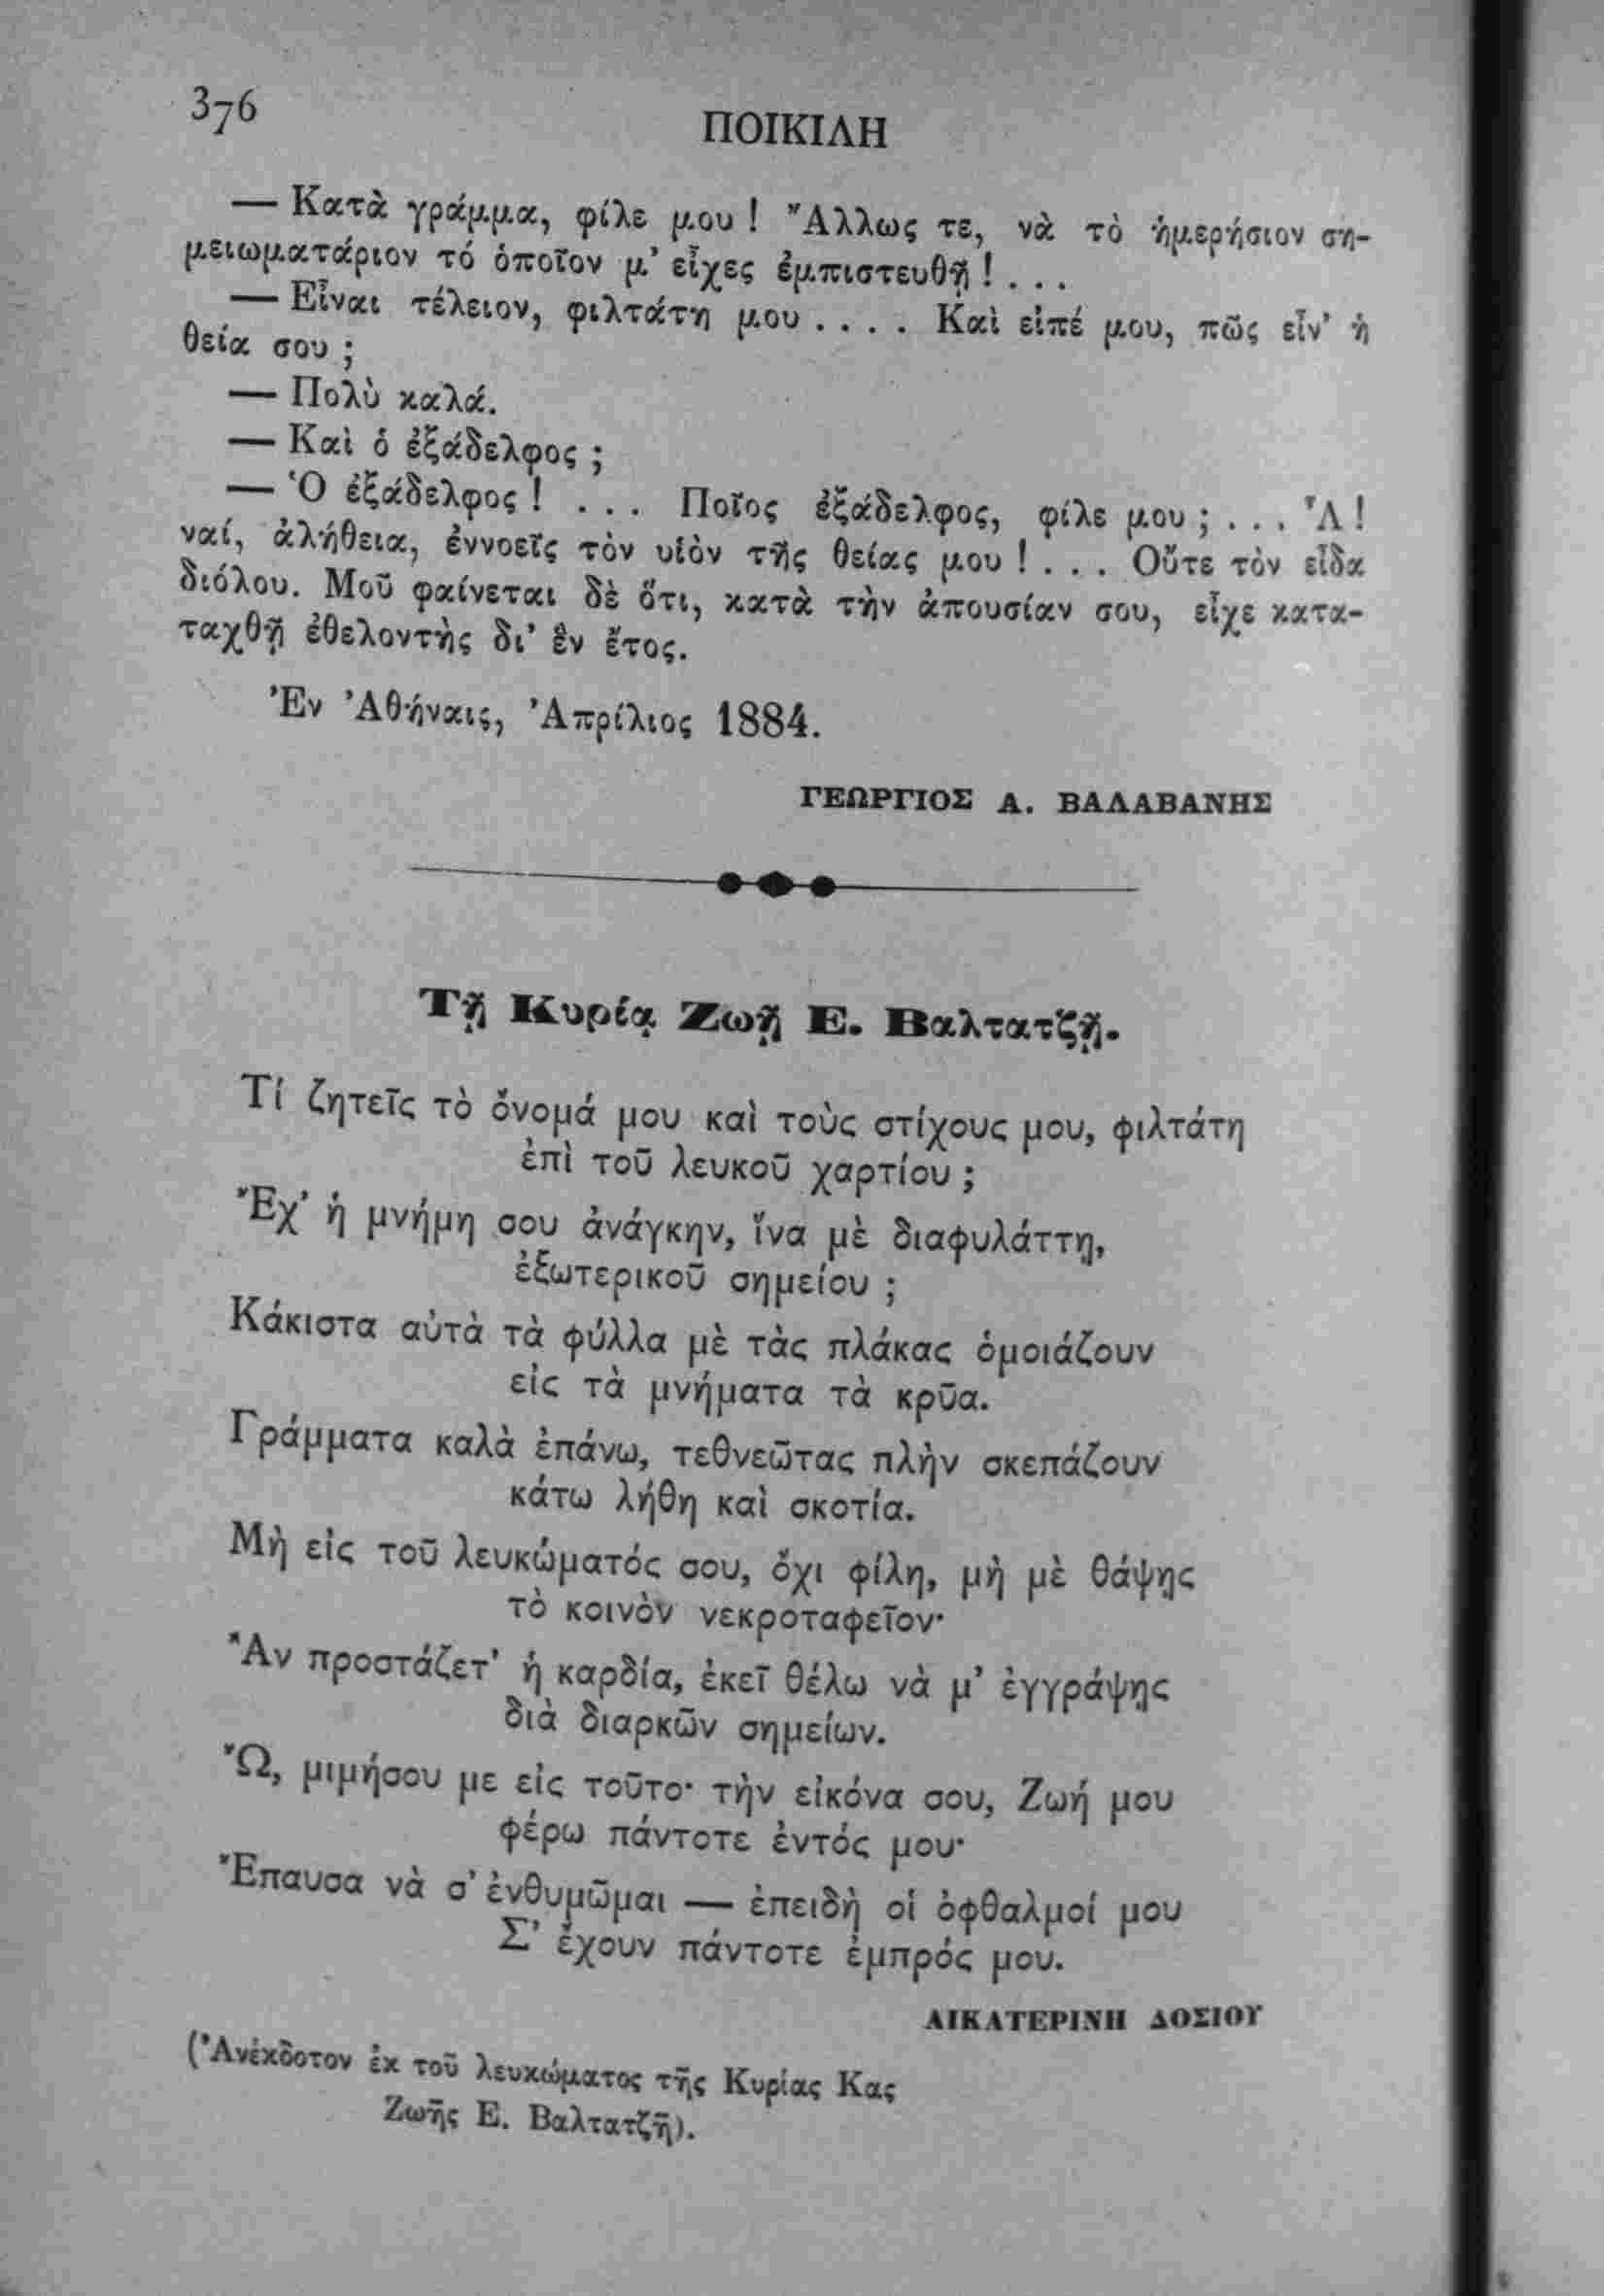 376
ΠΟΙΚΙΛΗ
— Κατὰ γράμμα, φίλε μου ! Ἄλλως τε, νὰ τὸ ἡμερήσιον ση-
μειωματάριον τό ὁποῖον μ’ εἶχες ἐμπιστευθῆ ! . . .
— Εἶναι τέλειον, φιλτάτη μου . . . . Καὶ εἰπέ μου, πῶς εἶν’ ἡ
θεία σου ;
— Πολὺ καλά.
— Καὶ ὁ ἐξάδελφος ;
— Ὁ ἐξάδελφος ! . . . Ποῖος ἐξάδελφος, φίλε μου ; . . . Ἄ !
ναί, ἀλήθεια, ἐννοεῖς τὸν υἱὸν τῆς θείας μου ! . . . Οὔτε τὸν εἶδα
διόλου. Μοῦ φαίνεται δὲ ὅτι, κατὰ τὴν ἀπουσίαν σου, εἶχε κατα-
ταχθῆ ἐθελοντὴς δι’ ἓν ἔτος.
Ἐν Ἀθήναις, Ἀπρίλιος 1884.
ΓΕΩΡΓΙΟΣ Α. ΒΑΛΑΒΑΝΗΣ
Τῇ Κυρίᾳ Ζωῇ Ε. Βαλτατζῇ.
Τί ζητεῖς τὸ ὄνομά μου καὶ τοὺς στίχους μου, φιλτάτη
ἐπὶ τοῦ λευκοῦ χαρτίου ;
Ἔχ’ ἡ μνήμη σου ἀνάγκην, ἵνα μὲ διαφυλάττῃ,
ἐξωτερικοῦ σημείου ;
Κάκιστα αὐτὰ τὰ φύλλα μὲ τὰς πλάκας ὁμοιάζουν
εἰς τὰ μνήματα τὰ κρῦα.
Γράμματα καλὰ ἐπάνω, τεθνεῶτας πλὴν σκεπάζουν
κάτω λήθη καὶ σκοτία.
Μὴ εἰς τοῦ λευκώματός σου, ὄχι φίλη, μὴ μὲ θάψῃς
τὸ κοινὸν νεκροταφεῖον·
Ἂν προστάζετ’ ἡ καρδία, ἐκεῖ θέλω νὰ μ’ ἐγγράψῃς
διὰ διαρκῶν σημείων.
Ὤ, μιμήσου με εἰς τοῦτο· τὴν εἰκόνα σου, Ζωή μου
φέρω πάντοτε ἐντός μου·
Ἔπαυσα νὰ σ’ ἐνθυμῶμαι — ἐπειδὴ οἱ ὀφθαλμοί μου
Σ’ ἔχουν πάντοτε ἐμπρός μου.
ΑΙΚΑΤΕΡΙΝΗ ΔΟΣΙΟΥ
(Ἀνέκδοτον ἐκ τοῦ λευκώματος τῆς Κυρίας Κας
Ζωῆς Ε. Βαλτατζῆ).